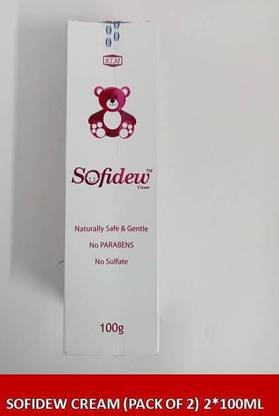 KLM
Sofidew™
Cream
Naturally Safe & Gentle
No PARABENS
No Sulfate
100g
SOFIDEW CREAM (PACK OF 2) 2*100ML